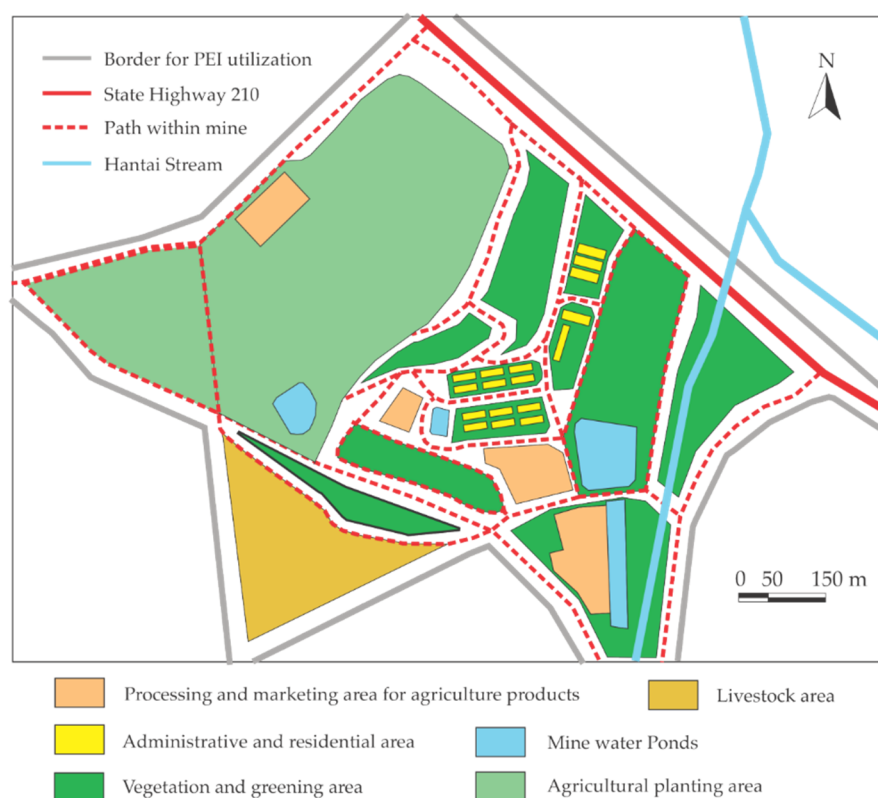 Border for PEI utilization
State Highway 210
Path within mine
Hantai Stream
N
0 50 150 m
Processing and marketing area for agriculture products
Livestock area
Administrative and residential area
Mine water Ponds
Vegetation and greening area
Agricultural planting area